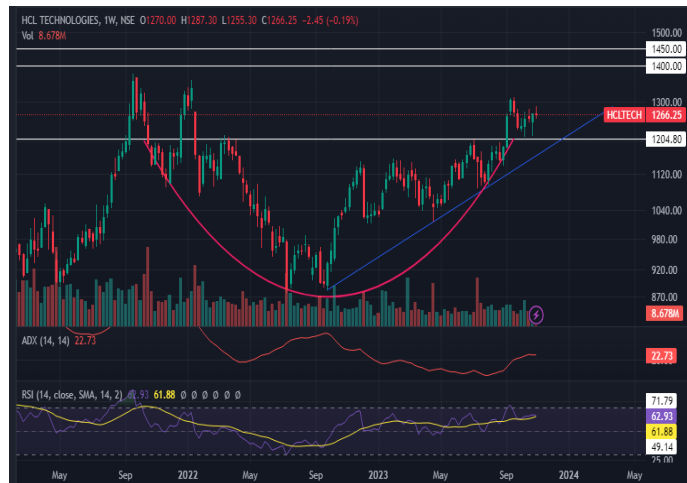 HCL TECHNOLOGIES, 1W, NSE O1270.00 H1287.30 L1255.30 C1266.25 -2.45 (-0.19%)
Vol 8.678M
1500.00
1450.00
1400.00
1300.00
HCLTECH 1266.25
1204.80
1120.00
1040.00
980.00
920.00
870.00
8.678M
ADX (14, 14) 22.73
22.73
RSI (14, close, SMA, 14, 2) 62.93 61.88 Ø Ø Ø Ø Ø Ø
71.79
62.93
61.88
49.14
25.00
May Sep 2022 May Sep 2023 May Sep 2024 May